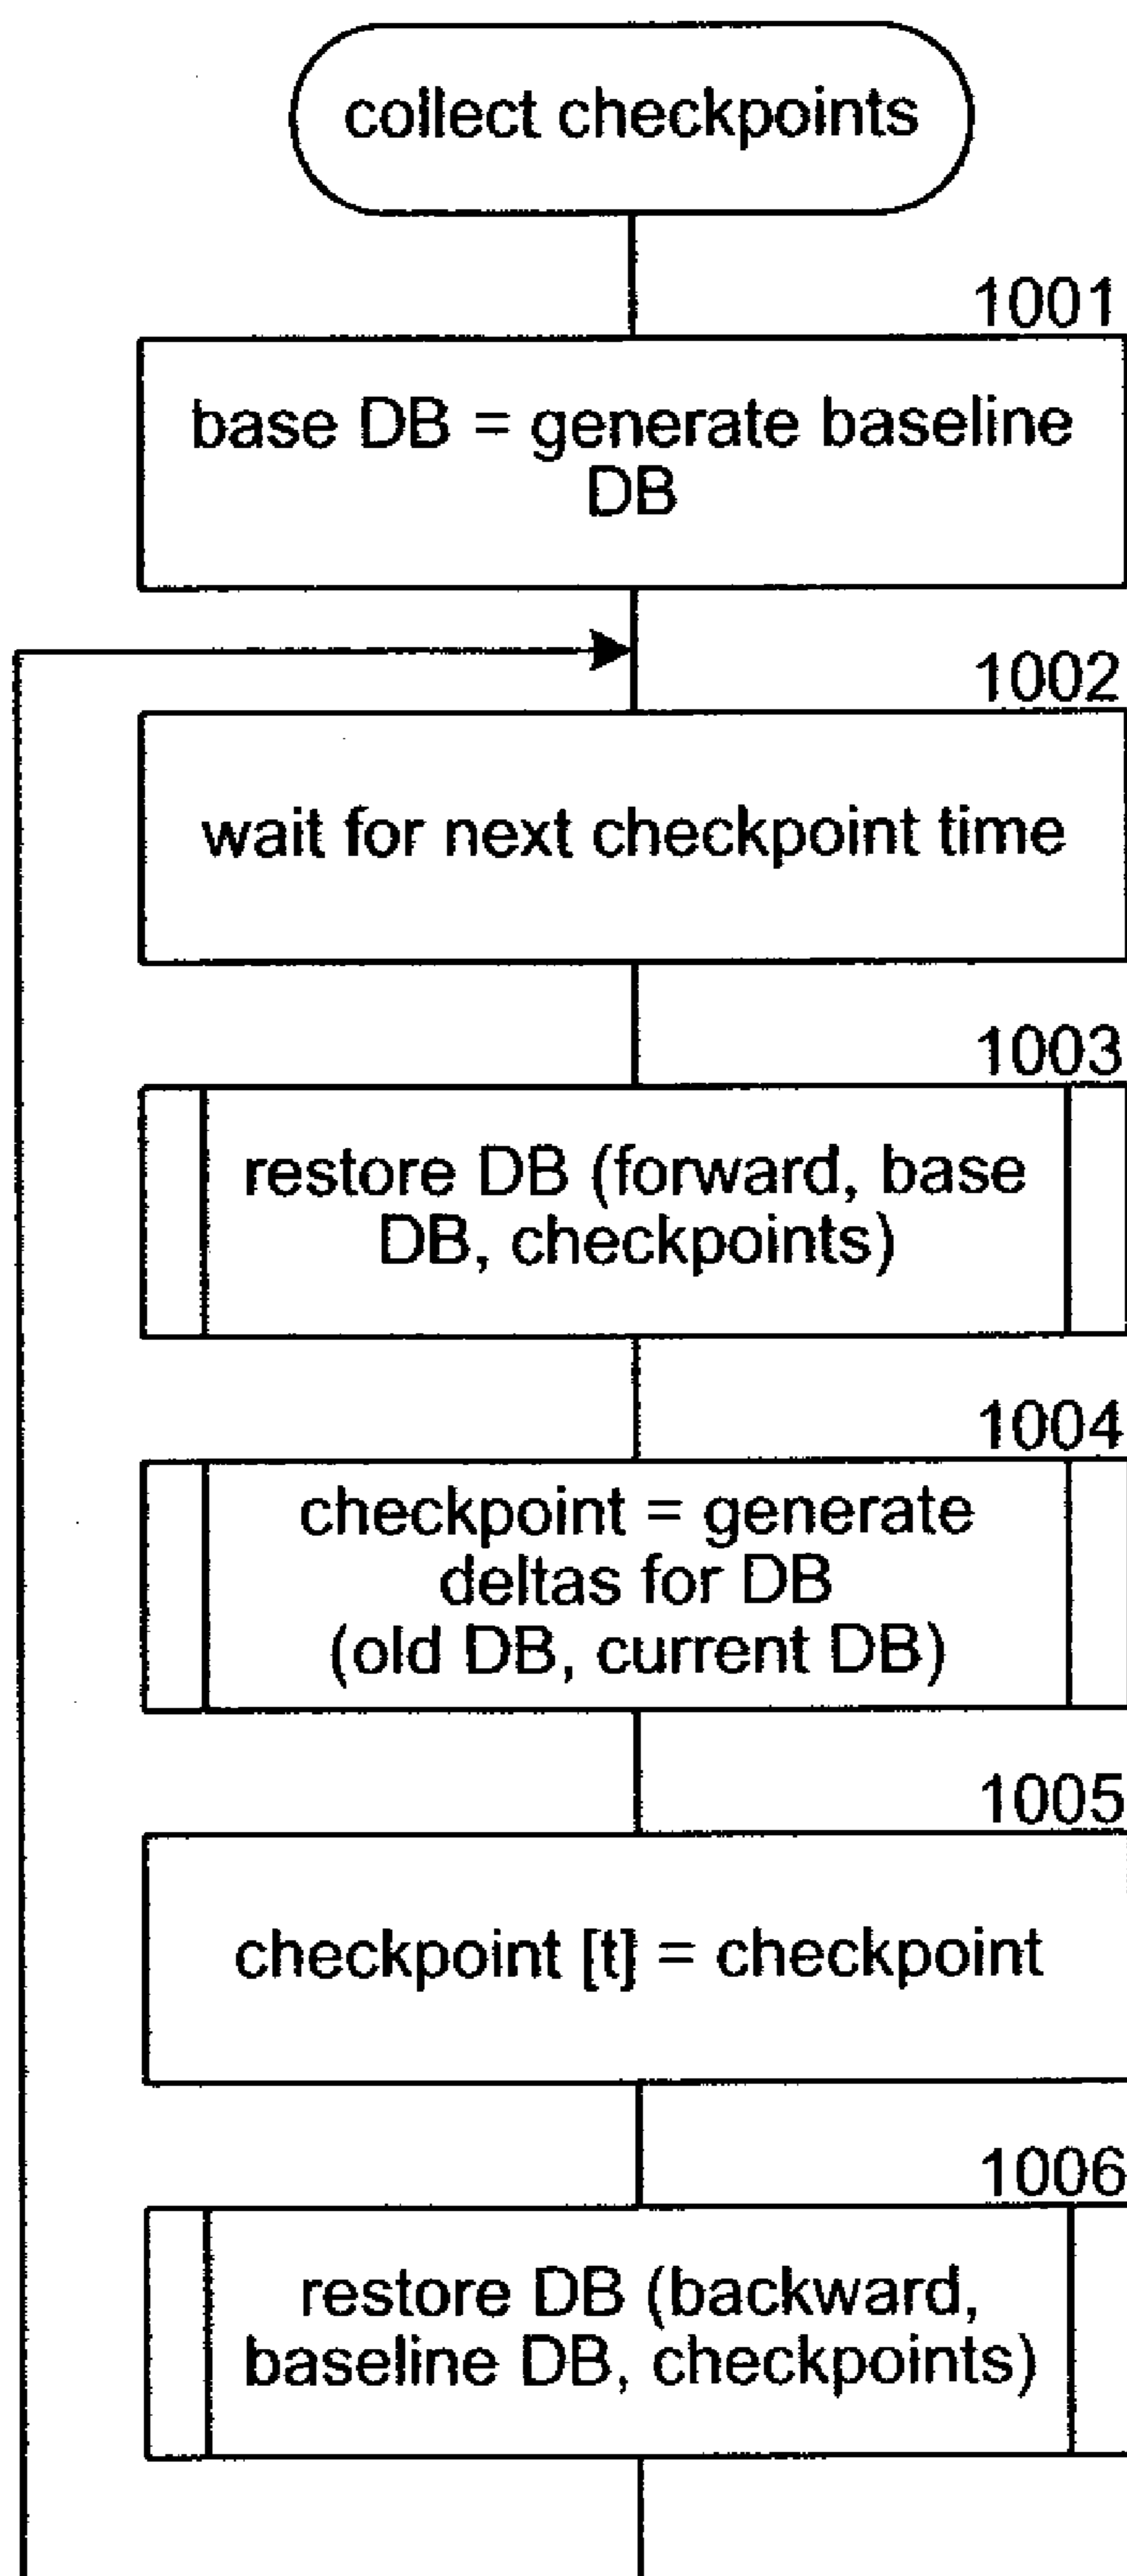 collect checkpoints
1001
base DB = generate baseline
DB
1002
wait for next checkpoint time
1003
restore DB (forward, base
DB, checkpoints)
1004
checkpoint = generate
deltas for DB
(old DB, current DB)
1005
checkpoint [t] = checkpoint
1006
restore DB (backward,
baseline DB, checkpoints)